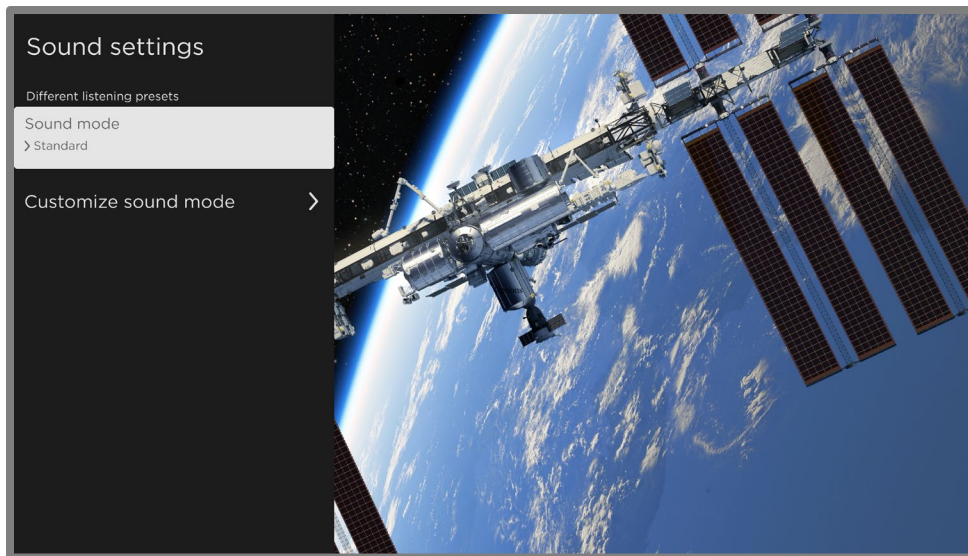 Sound settings
Different listening presets
Sound mode
Standard
Customize sound mode